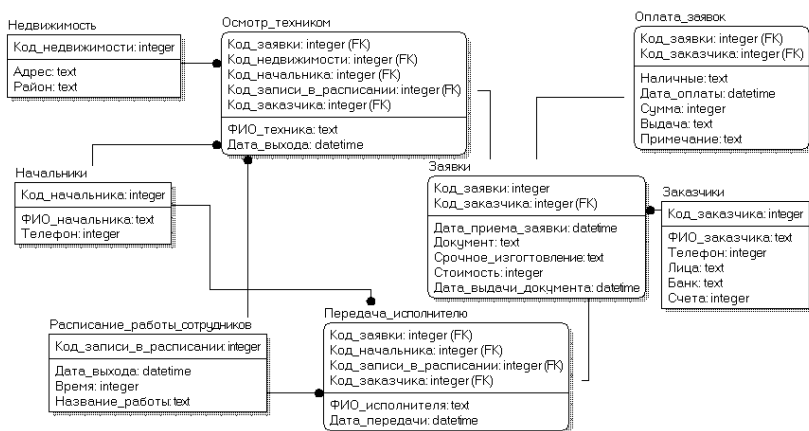 Недвижимость
Код_недвижимости: integer
Адрес: text
Район: text
Осмотр_техником
Код_заявки: integer (FK)
Код_недвижимости: integer (FK)
Код_начальника: integer (FK)
Код_записи_в_расписании: integer (FK)
Код_заказчика: integer (FK)
ФИО_техника: text
Дата_выхода: datetime
Оплата_заявок
Код_заявки: integer (FK)
Код_заказчика: integer (FK)
Наличные: text
Дата_оплаты: datetime
Сумма: integer
Выдача: text
Примечание: text
Начальники
Код_начальника: integer
ФИО_начальника: text
Телефон: integer
Заявки
Код_заявки: integer
Код_заказчика: integer (FK)
Дата_приема_заявки: datetime
Документ: text
Срочное_изгогтовление: text
Стоимость: integer
Дата_выдачи_документа: datetime
Заказчики
Код_заказчика: integer
ФИО_заказчика: text
Телефон: integer
Лица: text
Банк: text
Счета: integer
Расписание_работы_сотрудников
Код_записи_в_расписании: integer
Дата_выхода: datetime
Время: integer
Название_работы: text
Передача_исполнителю
Код_заявки: integer (FK)
Код_начальника: integer (FK)
Код_записи_в_расписании: integer (FK)
Код_заказчика: integer (FK)
ФИО_исполнителя: text
Дата_передачи: datetime